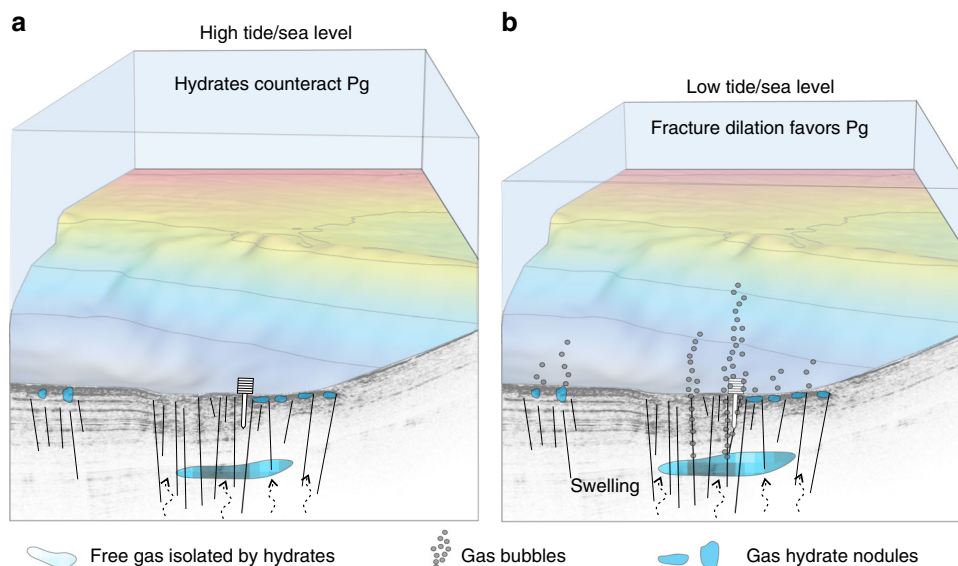 a
High tide/sea level
Hydrates counteract Pg
b
Low tide/sea level
Fracture dilation favors Pg
Swelling
Free gas isolated by hydrates
Gas bubbles
Gas hydrate nodules